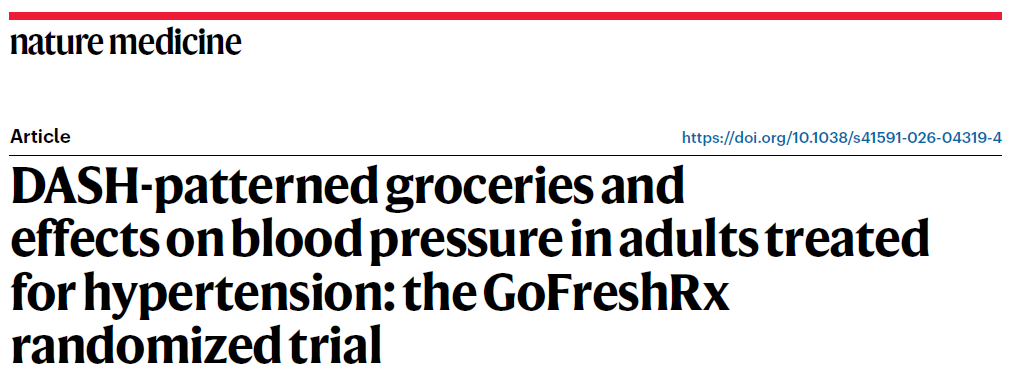 nature medicine
Article
https://doi.org/10.1038/s41591-026-04319-4
DASH-patterned groceries and
effects on blood pressure in adults treated
for hypertension: the GoFreshRx
randomized trial